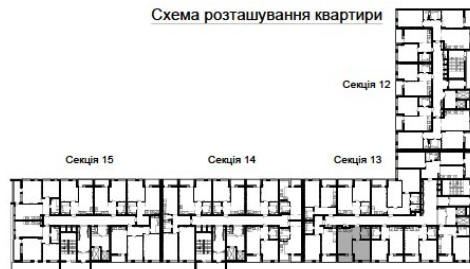 Схема розташування квартири
Секція 12
Секція 15
Секція 14
Секція 13